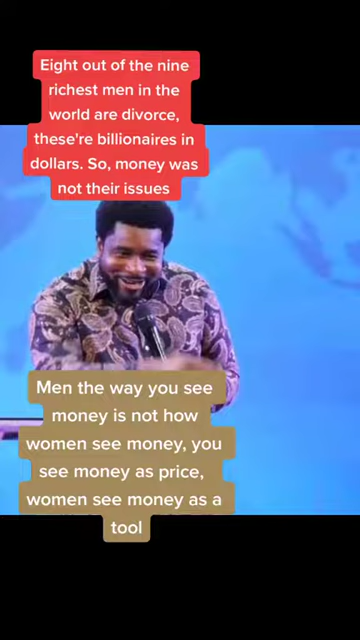 Eight out of the nine
richest men in the
world are divorce,
these're billionaires in
dollars. So, money was
not their issues
Men the way you see
money is not how
women see money, you
see money as price,
women see money as a
tool